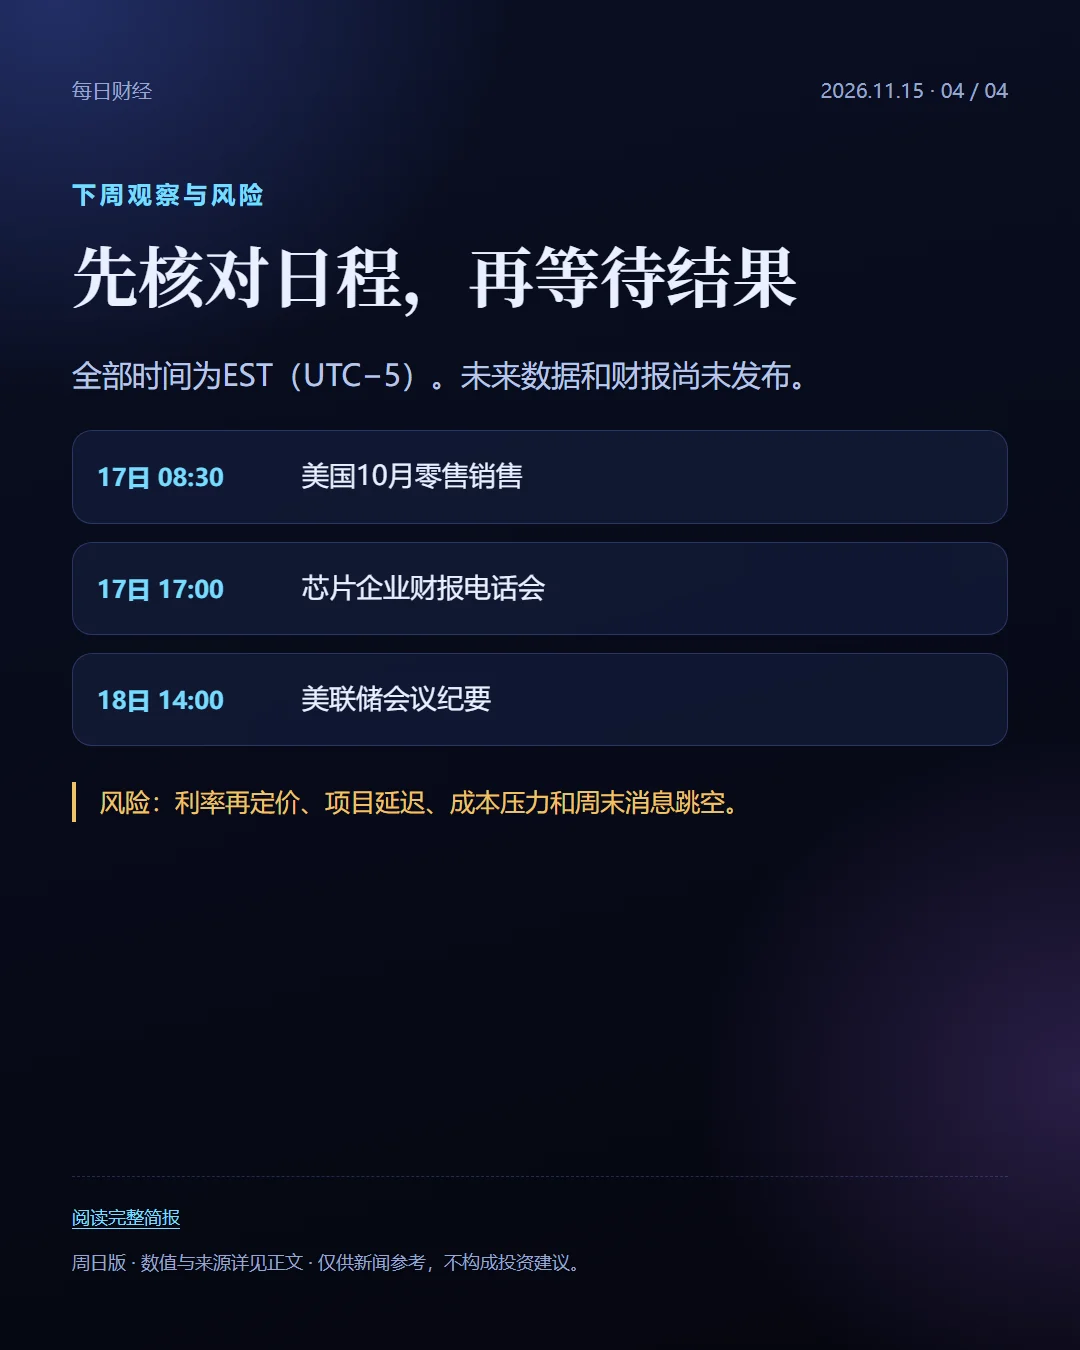 每日财经
2026.11.15 · 04 / 04
下周观察与风险
先核对日程，再等待结果
全部时间为EST（UTC−5）。未来数据和财报尚未发布。
17日 08:30 美国10月零售销售
17日 17:00 芯片企业财报电话会
18日 14:00 美联储会议纪要
风险：利率再定价、项目延迟、成本压力和周末消息跳空。
阅读完整简报
周日版 · 数值与来源详见正文 · 仅供新闻参考，不构成投资建议。